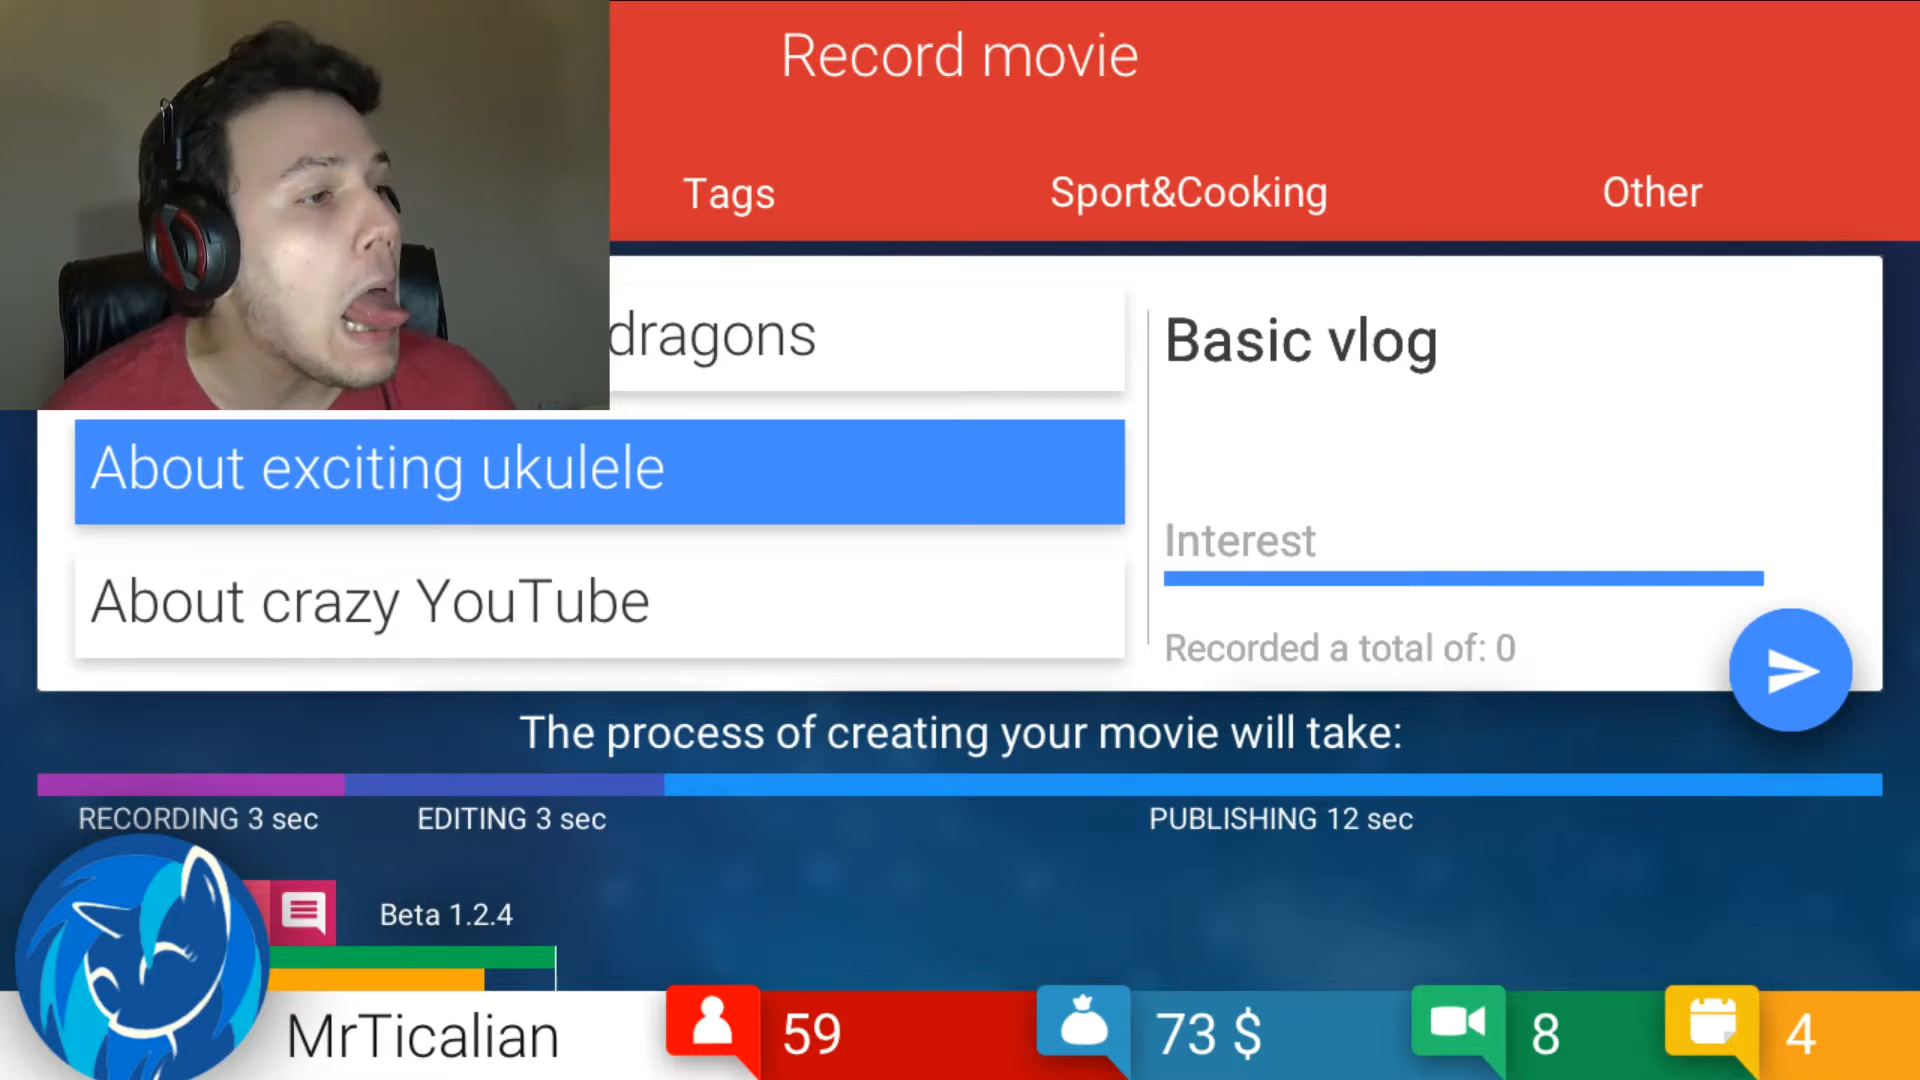 Record movie
Tags
Sport&Cooking
Other
dragons
Basic vlog
About exciting ukulele
Interest
About crazy YouTube
Recorded a total of: 0
The process of creating your movie will take:
RECORDING 3 sec
EDITING 3 sec
PUBLISHING 12 sec
Beta 1.2.4
MrTicalian
59
73 $
8
4